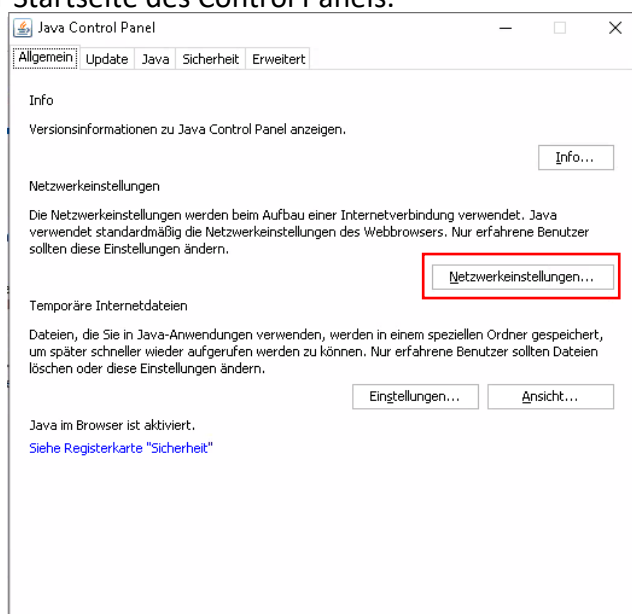 Startseite des Control Panels:
Java Control Panel
Allgemein Update Java Sicherheit Erweitert
Info
Versionsinformationen zu Java Control Panel anzeigen.
Info...
Netzwerkeinstellungen
Die Netzwerkeinstellungen werden beim Aufbau einer Internetverbindung verwendet. Java
verwendet standardmäßig die Netzwerkeinstellungen des Webbrowsers. Nur erfahrene Benutzer
sollten diese Einstellungen ändern.
Netzwerkeinstellungen...
Temporäre Internetdateien
Dateien, die Sie in Java-Anwendungen verwenden, werden in einem speziellen Ordner gespeichert,
um später schneller wieder aufgerufen werden zu können. Nur erfahrene Benutzer sollten Dateien
löschen oder diese Einstellungen ändern.
Einstellungen... Ansicht...
Java im Browser ist aktiviert.
Siehe Registerkarte "Sicherheit"